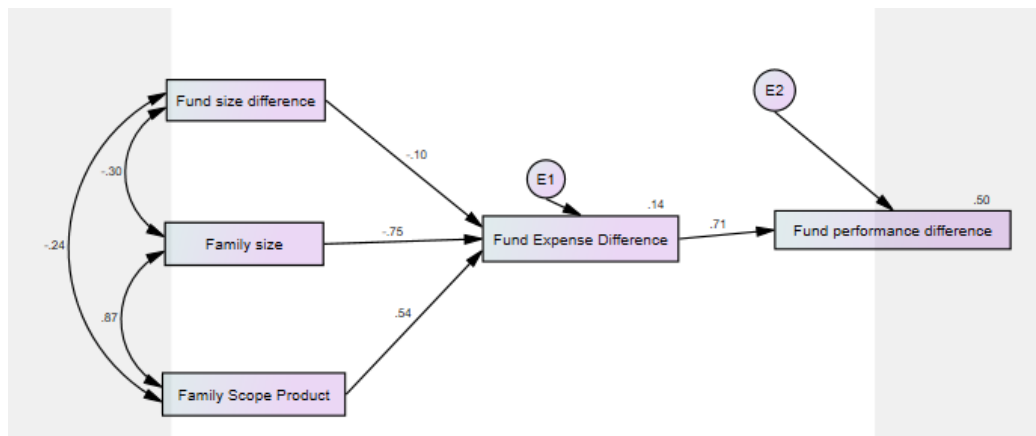 Fund size difference
E2
-.10
-.30
E1
.14
.50
-.24
Family size
-.75
Fund Expense Difference
.71
Fund performance difference
.87
.54
Family Scope Product